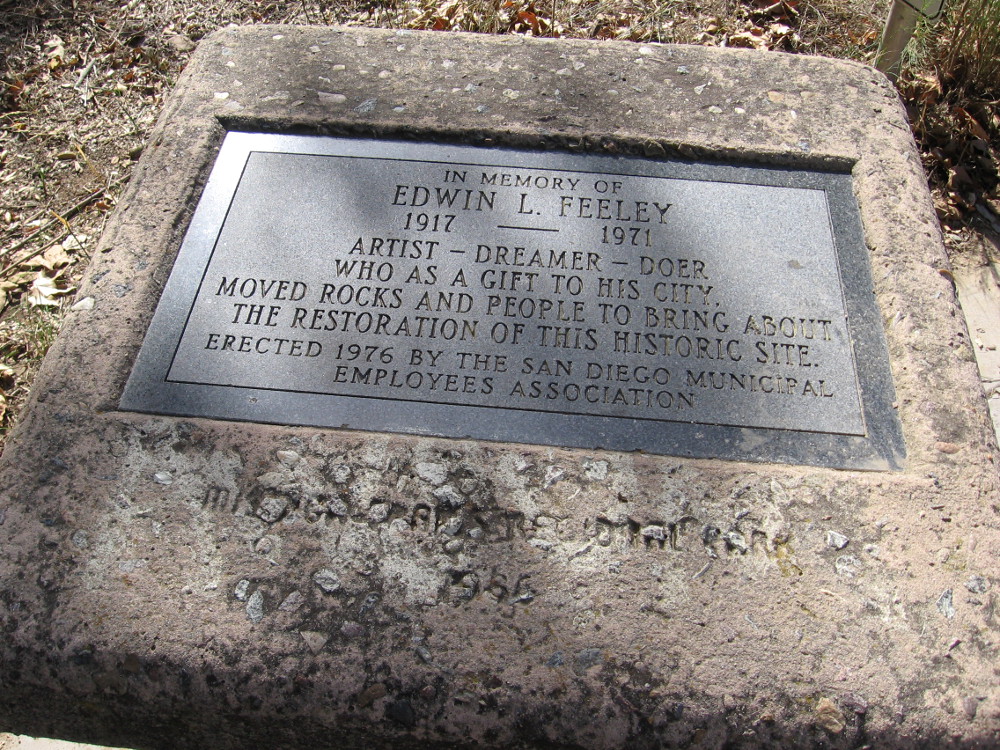 IN MEMORY OF
EDWIN L. FEELEY
1917 — 1971
ARTIST – DREAMER – DOER
WHO AS A GIFT TO HIS CITY,
MOVED ROCKS AND PEOPLE TO BRING ABOUT
THE RESTORATION OF THIS HISTORIC SITE.
ERECTED 1976 BY THE SAN DIEGO MUNICIPAL
EMPLOYEES ASSOCIATION